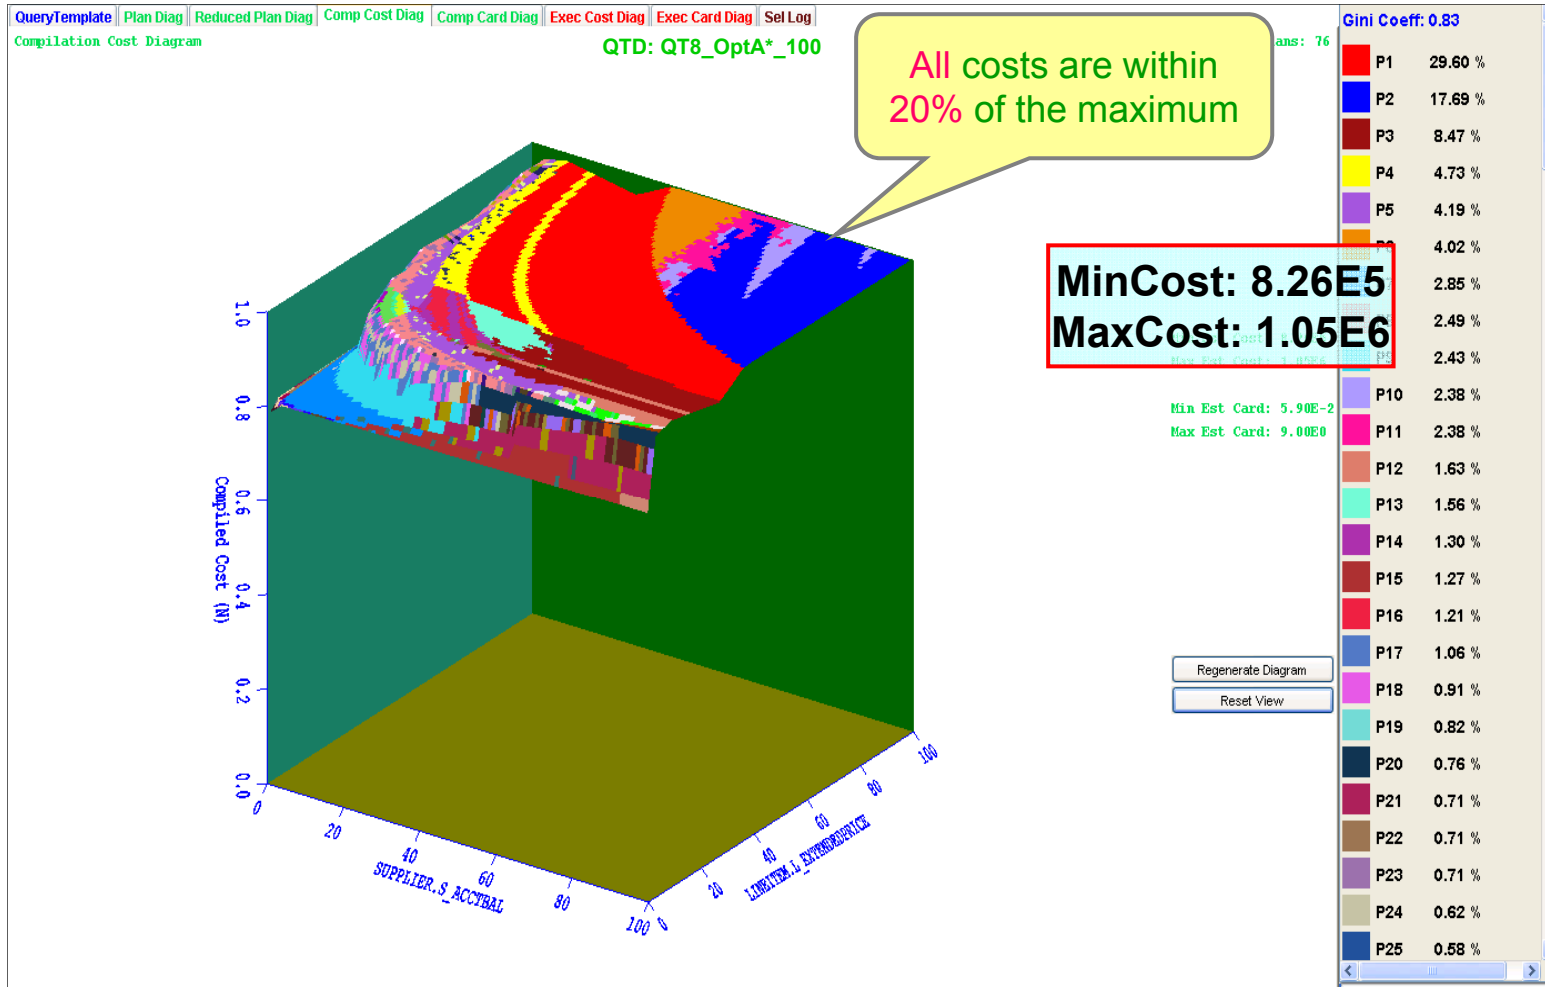 QueryTemplate Plan Diag Reduced Plan Diag Comp Cost Diag Comp Card Diag Exec Cost Diag Exec Card Diag Sel Log
Compilation Cost Diagram
QTD: QT8_OptA*_100
ans: 76
All costs are within
20% of the maximum
MinCost: 8.26E5
MaxCost: 1.05E6
Max Est Cost: 1.05E6
Min Est Card: 5.90E-2
Max Est Card: 9.00E0
Regenerate Diagram
Reset View
Compiled Cost (N)
1.0
0.8
0.6
0.4
0.2
0.0
0
20
40
60
80
100
SUPPLIER.S_ACCTBAL
0
20
40
60
80
100
LINEITEM.L_EXTENDEDPRICE
Gini Coeff: 0.83
P1 29.60 %
P2 17.69 %
P3 8.47 %
P4 4.73 %
P5 4.19 %
4.02 %
2.85 %
2.49 %
2.43 %
P10 2.38 %
P11 2.38 %
P12 1.63 %
P13 1.56 %
P14 1.30 %
P15 1.27 %
P16 1.21 %
P17 1.06 %
P18 0.91 %
P19 0.82 %
P20 0.76 %
P21 0.71 %
P22 0.71 %
P23 0.71 %
P24 0.62 %
P25 0.58 %